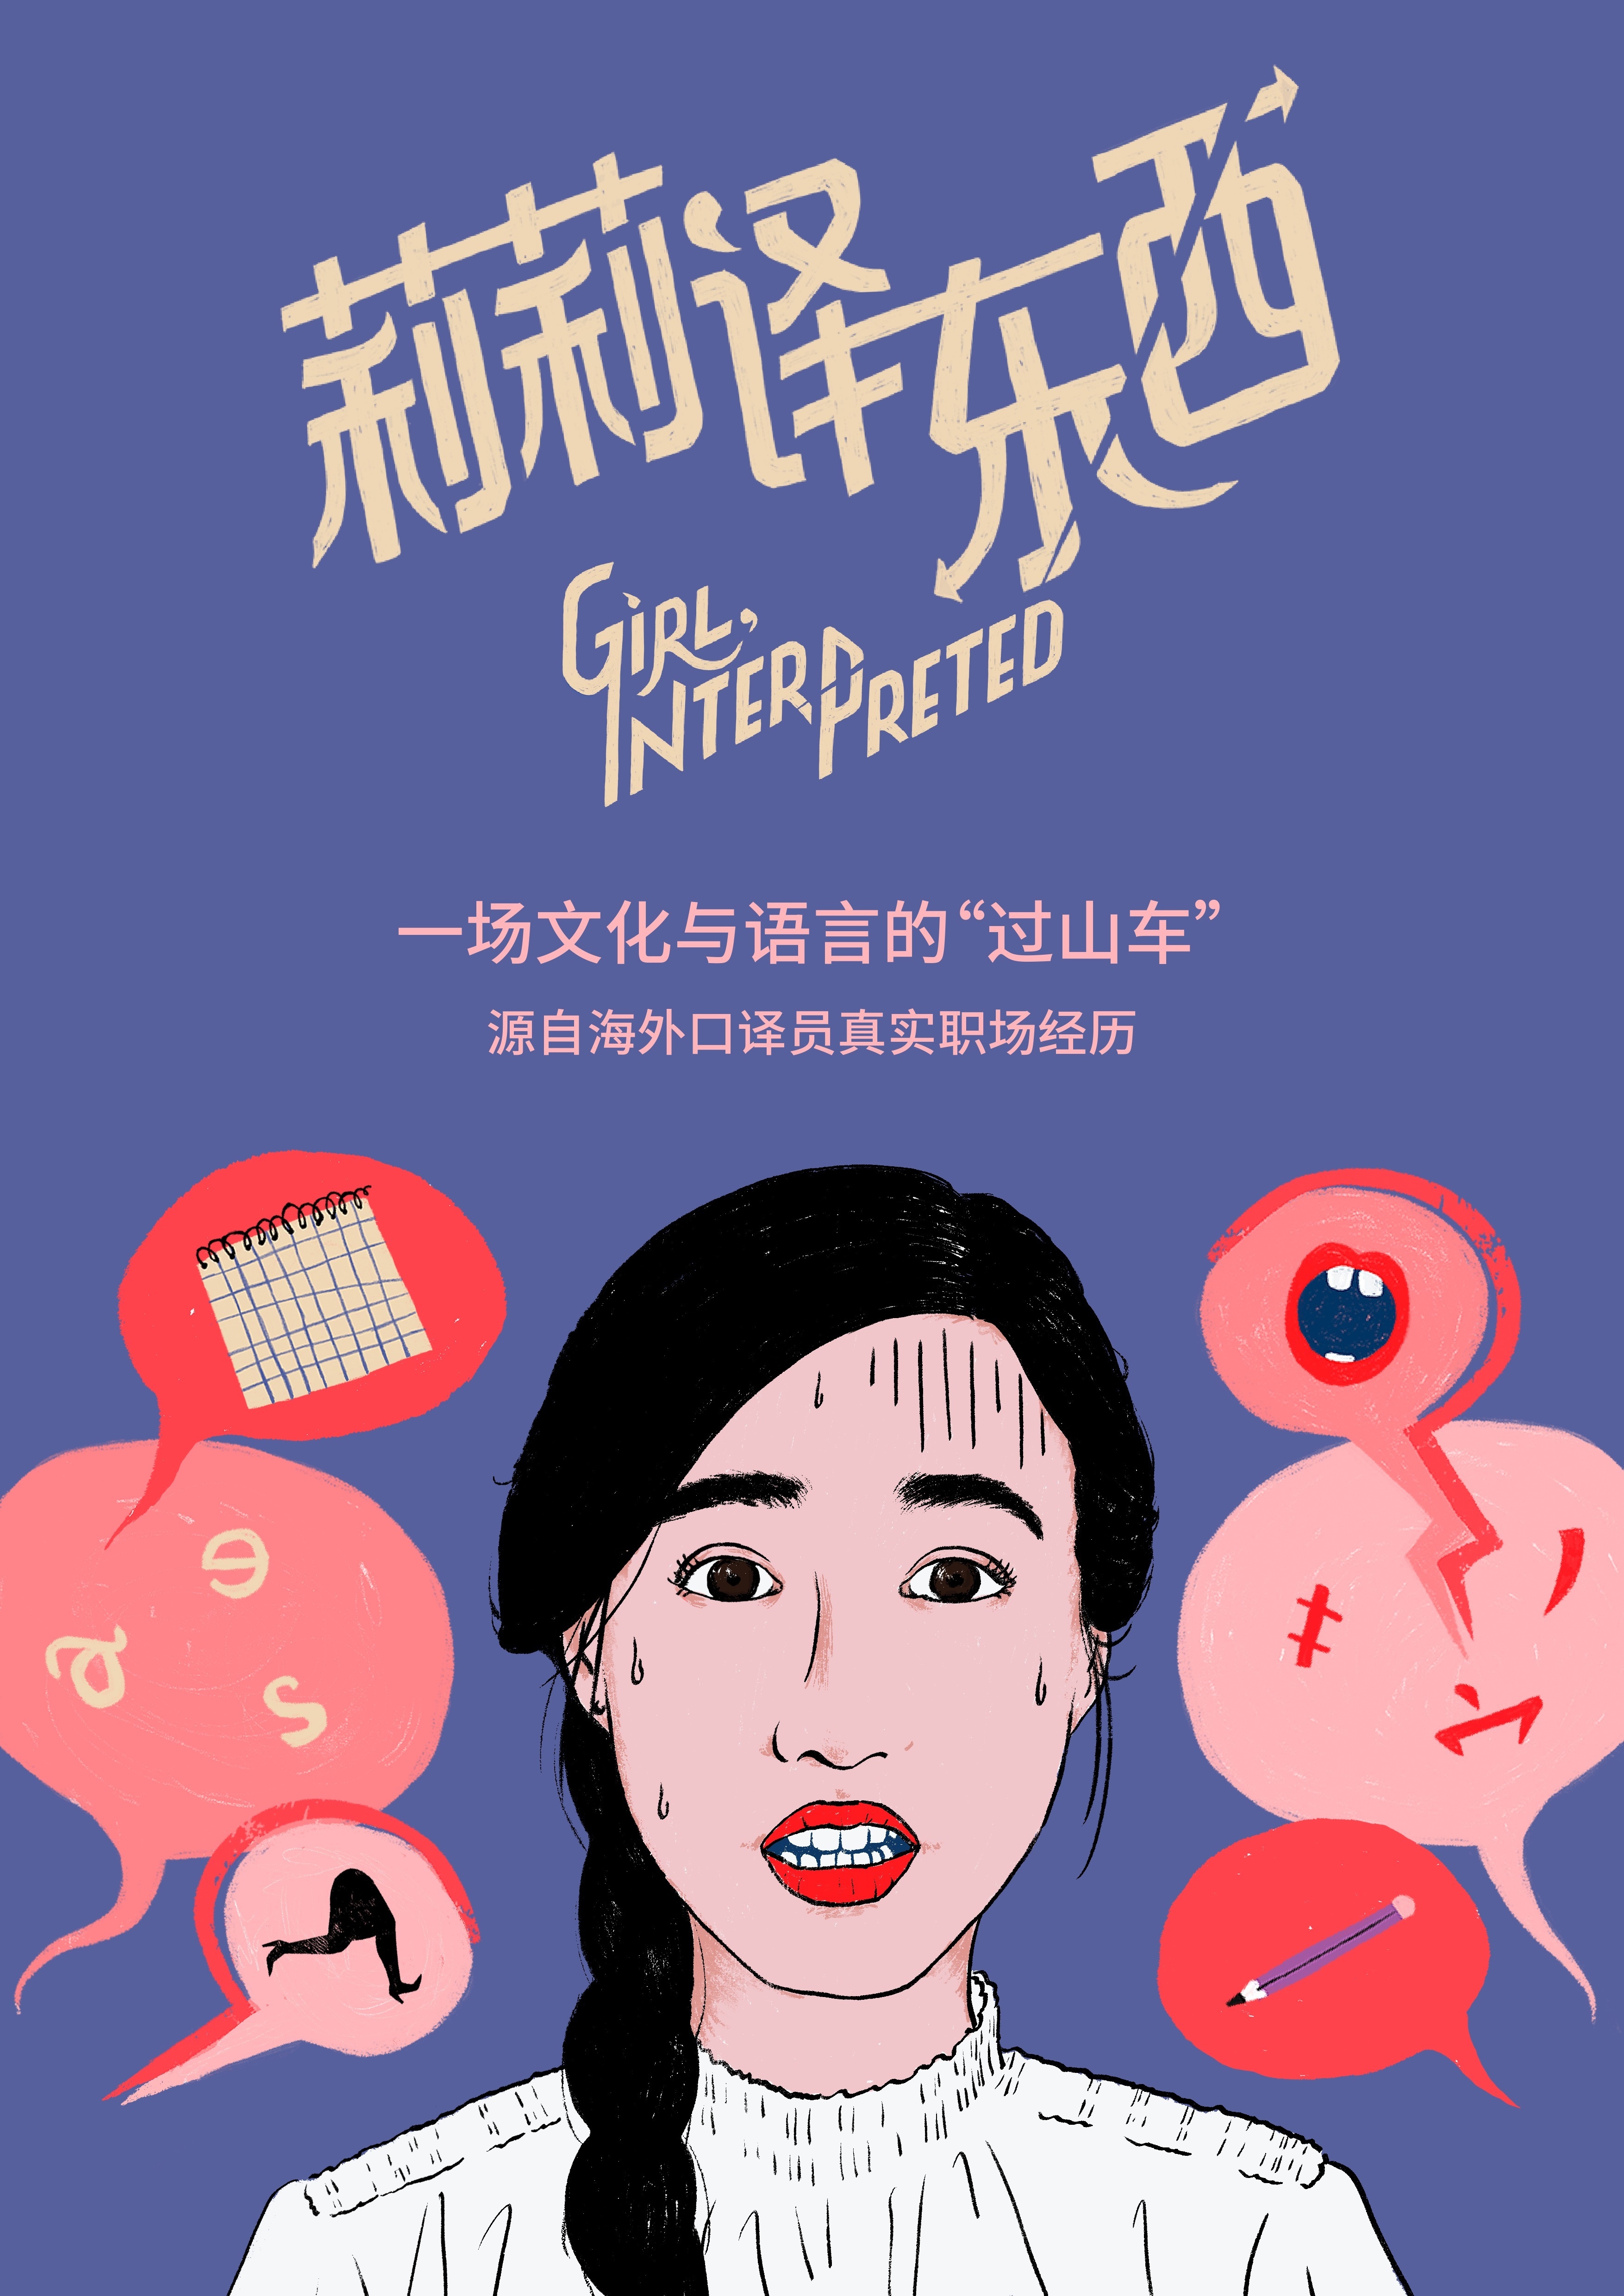 莉莉译东西
GiRL,
INTERPRETED
一场文化与语言的“过山车”
源自海外口译员真实职场经历
e
a
s